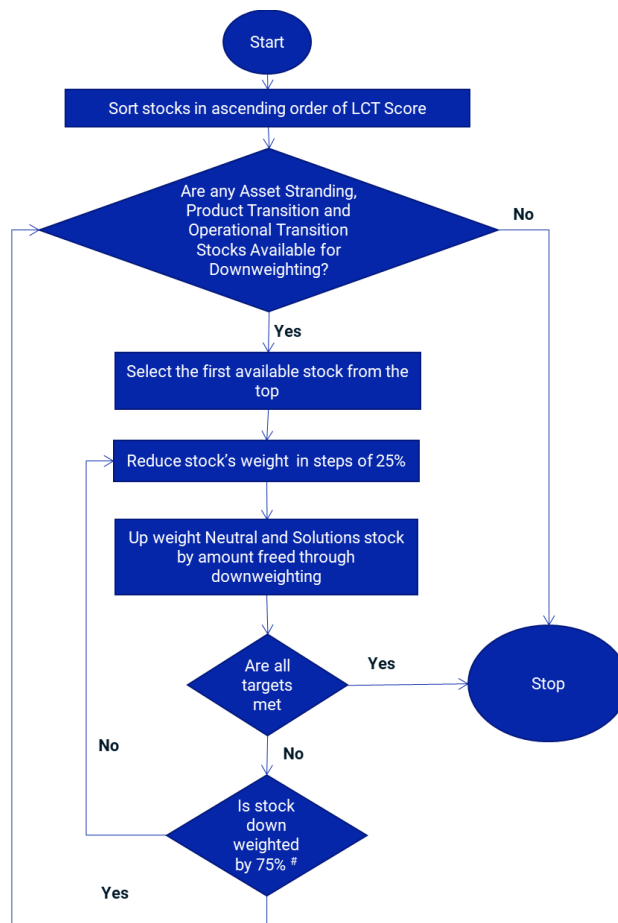 Start
Sort stocks in ascending order of LCT Score
Are any Asset Stranding,
Product Transition and
Operational Transition
Stocks Available for
Downweighting?
No
Yes
Select the first available stock from the
top
Reduce stock's weight in steps of 25%
Up weight Neutral and Solutions stock
by amount freed through
downweighting
Are all
targets
met
Yes
Stop
No
No
Is stock
down
weighted
by 75% #
Yes